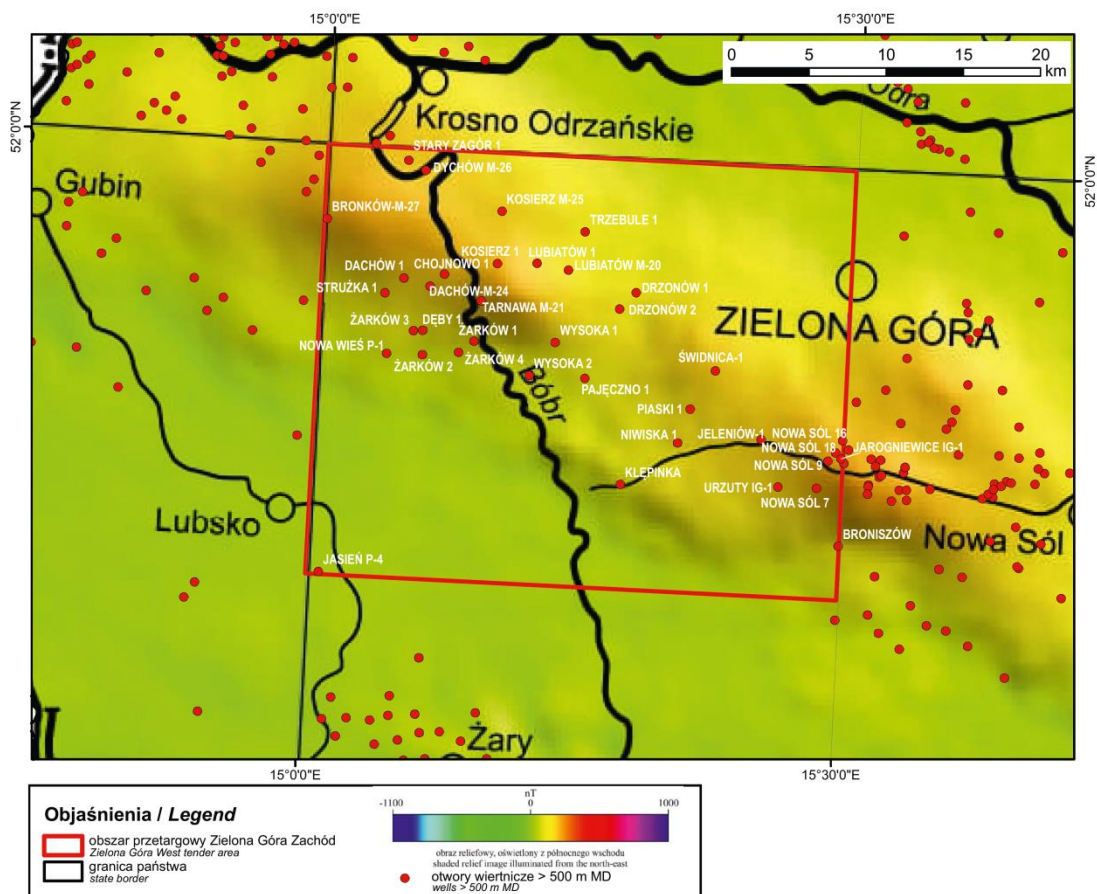 15°0'0"E
15°30'0"E
0 5 10 15 20
km
Odra
52°0'0"N
52°0'0"N
Krosno Odrzańskie
STARY ZAGÓR 1
DYCHÓW M-26
Gubin
BRONKÓW-M-27
KOSIERZ M-25
TRZEBULE 1
KOSIERZ 1
LUBIATÓW 1
DACHÓW 1
CHOJNOWO 1
LUBIATÓW M-20
STRUŻKA 1
DACHÓW-M-24
DRZONÓW 1
TARNAWA M-21
DRZONÓW 2
ZIELONA GÓRA
ŻARKÓW 3
DĘBY 1
ŻARKÓW 1
WYSOKA 1
NOWA WIEŚ P-1
ŻARKÓW 4
ŻARKÓW 2
WYSOKA 2
ŚWIDNICA-1
PAJĘCZNO 1
Bóbr
PIASKI 1
NIWISKA 1
JELENIÓW-1
NOWA SÓL 16
NOWA SÓL 18
JAROGNIEWICE IG-1
NOWA SÓL 9
KLĘPINKA
URZUTY IG-1
NOWA SÓL 7
Lubsko
BRONISZÓW
Nowa Sól
JASIEŃ P-4
Żary
15°0'0"E
15°30'0"E
Objaśnienia / Legend
obszar przetargowy Zielona Góra Zachód
Zielona Góra West tender area
granica państwa
state border
nT
-1100 0 1000
obraz reliefowy, oświetlony z północnego wschodu
shaded relief image illuminated from the north-east
otwory wiertnicze > 500 m MD
wells > 500 m MD